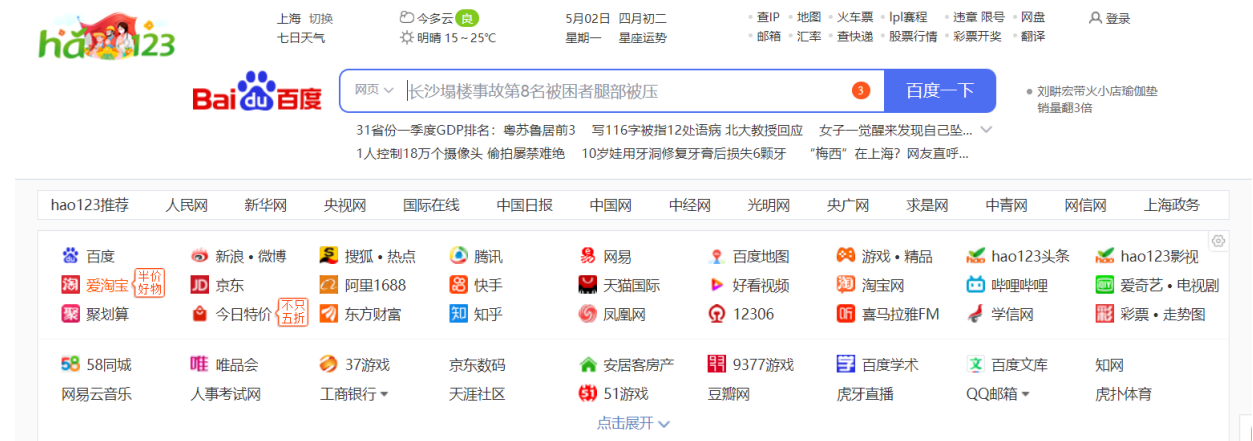 hao123 上海 切换 今多云 良 5月02日 四月初二 查IP 地图 火车票 lpl赛程 违章 限号 网盘 登录
七日天气 明晴 15 ~ 25℃ 星期一 星座运势 邮箱 汇率 查快递 股票行情 彩票开奖 翻译
Bai du 百度 网页 长沙塌楼事故第8名被困者腿部被压 3 百度一下 刘畊宏带火小店瑜伽垫
销量翻3倍
31省份一季度GDP排名：粤苏鲁居前3 写116字被指12处语病 北大教授回应 女子一觉醒来发现自己坠...
1人控制18万个摄像头 偷拍屡禁难绝 10岁娃用牙洞修复牙膏后损失6颗牙 “梅西”在上海？网友直呼...
hao123推荐 人民网 新华网 央视网 国际在线 中国日报 中国网 中经网 光明网 央广网 求是网 中青网 网信网 上海政务
百度 新浪 • 微博 搜狐 • 热点 腾讯 网易 百度地图 游戏 • 精品 hao123头条 hao123影视
淘 爱淘宝 半价好物 JD 京东 阿里1688 快手 天猫国际 好看视频 淘 淘宝网 哔哩哔哩 爱奇艺 • 电视剧
聚 聚划算 今日特价 不只五折 东方财富 知 知乎 凤凰网 12306 听 喜马拉雅FM 学信网 彩 彩票 • 走势图
58 58同城 唯 唯品会 37游戏 京东数码 安居客房产 9377游戏 百度学术 文 百度文库 知网
网易云音乐 人事考试网 工商银行 天涯社区 51 51游戏 豆瓣网 虎牙直播 QQ邮箱 虎扑体育
点击展开